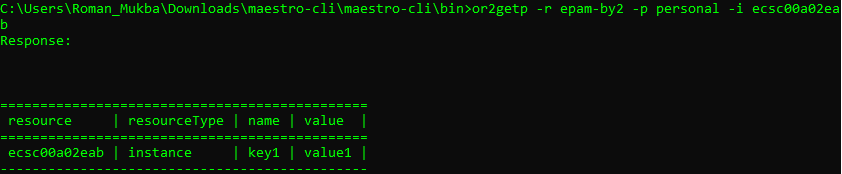 C:\Users\Roman_Mukba\Downloads\maestro-cli\maestro-cli\bin>or2getp -r epam-by2 -p personal -i ecsc00a02ea
b
Response:
==============================================
resource | resourceType | name | value |
==============================================
ecsc00a02eab | instance | key1 | value1 |
----------------------------------------------